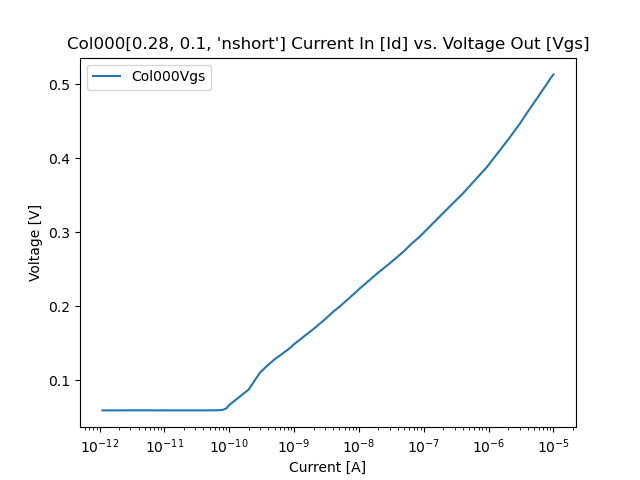 Col000[0.28, 0.1, 'nshort'] Current In [Id] vs. Voltage Out [Vgs]
Col000Vgs
0.5
0.4
0.3
0.2
0.1
Voltage [V]
10⁻¹² 10⁻¹¹ 10⁻¹⁰ 10⁻⁹ 10⁻⁸ 10⁻⁷ 10⁻⁶ 10⁻⁵
Current [A]